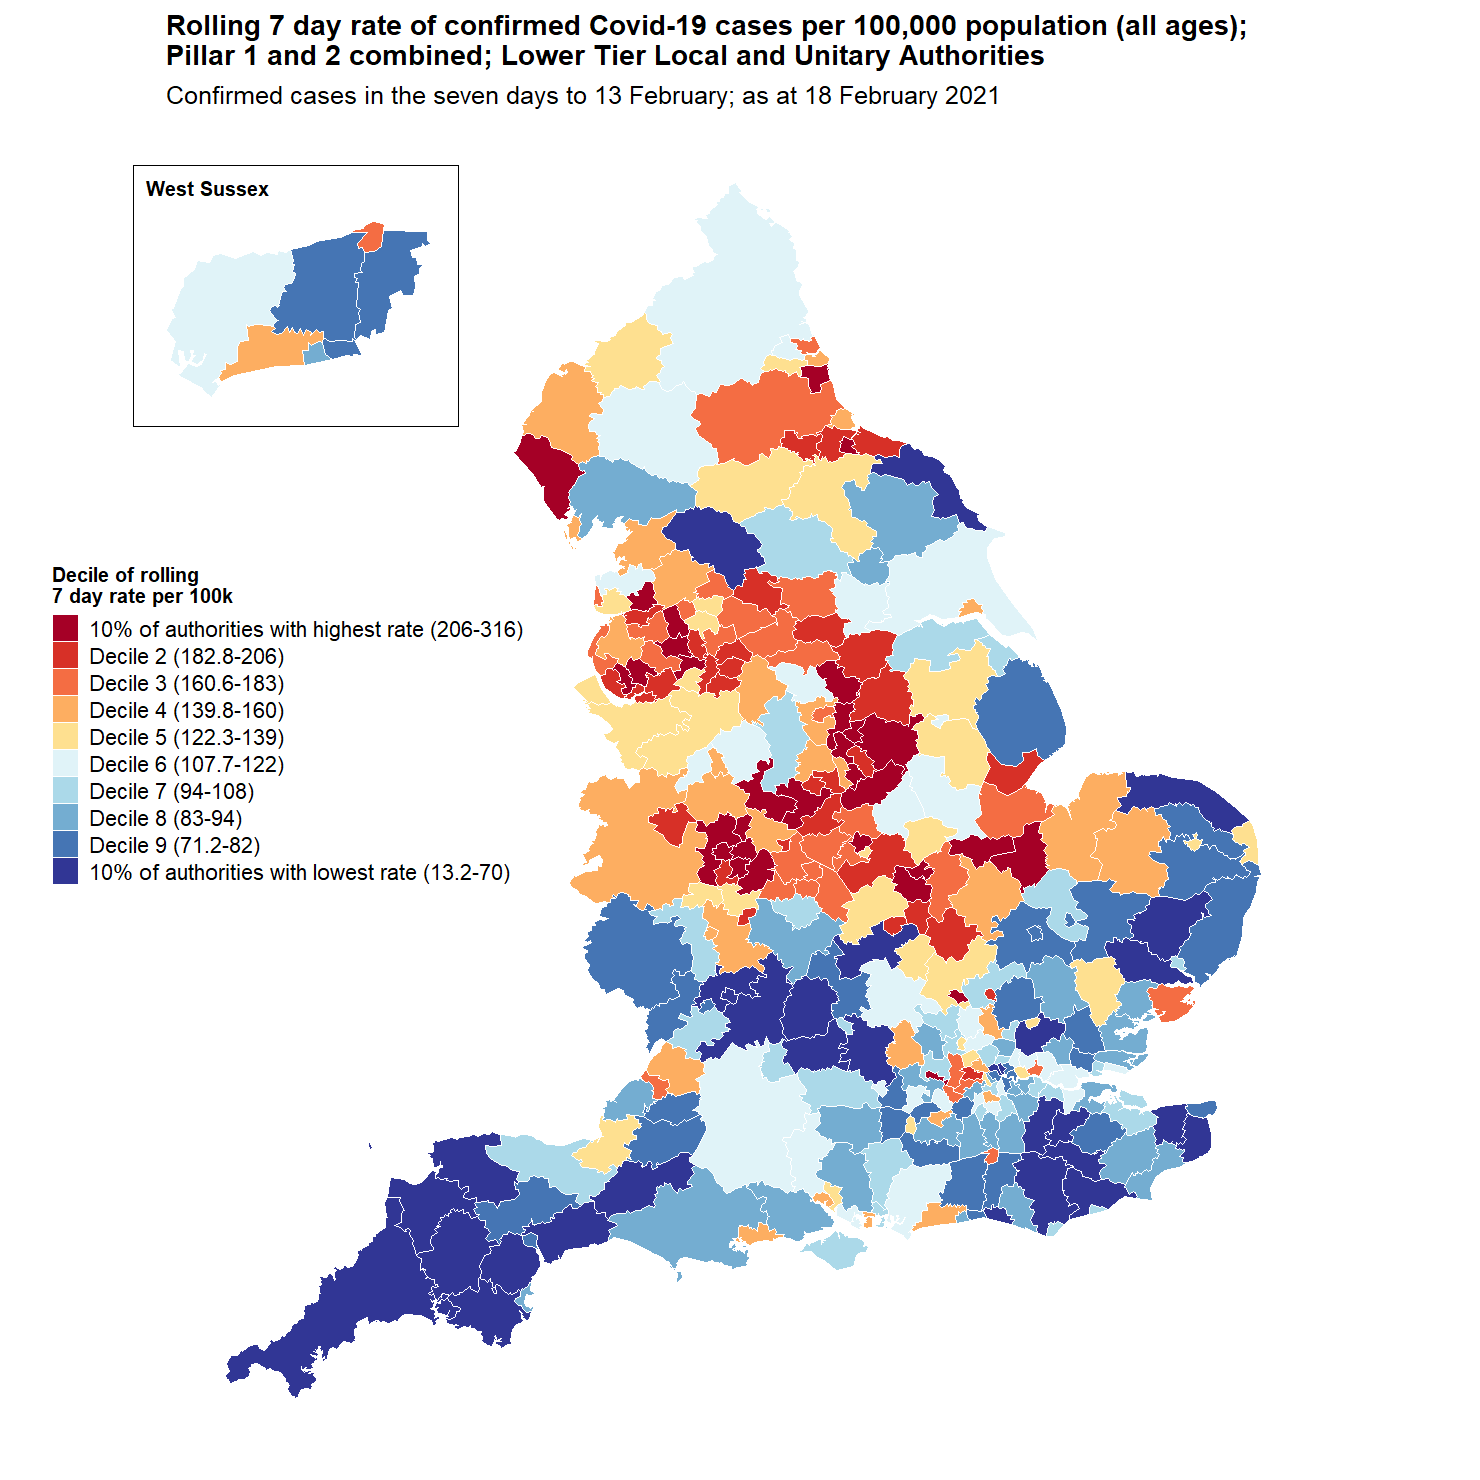 Rolling 7 day rate of confirmed Covid-19 cases per 100,000 population (all ages);
Pillar 1 and 2 combined; Lower Tier Local and Unitary Authorities
Confirmed cases in the seven days to 13 February; as at 18 February 2021
West Sussex
Decile of rolling
7 day rate per 100k
10% of authorities with highest rate (206-316)
Decile 2 (182.8-206)
Decile 3 (160.6-183)
Decile 4 (139.8-160)
Decile 5 (122.3-139)
Decile 6 (107.7-122)
Decile 7 (94-108)
Decile 8 (83-94)
Decile 9 (71.2-82)
10% of authorities with lowest rate (13.2-70)